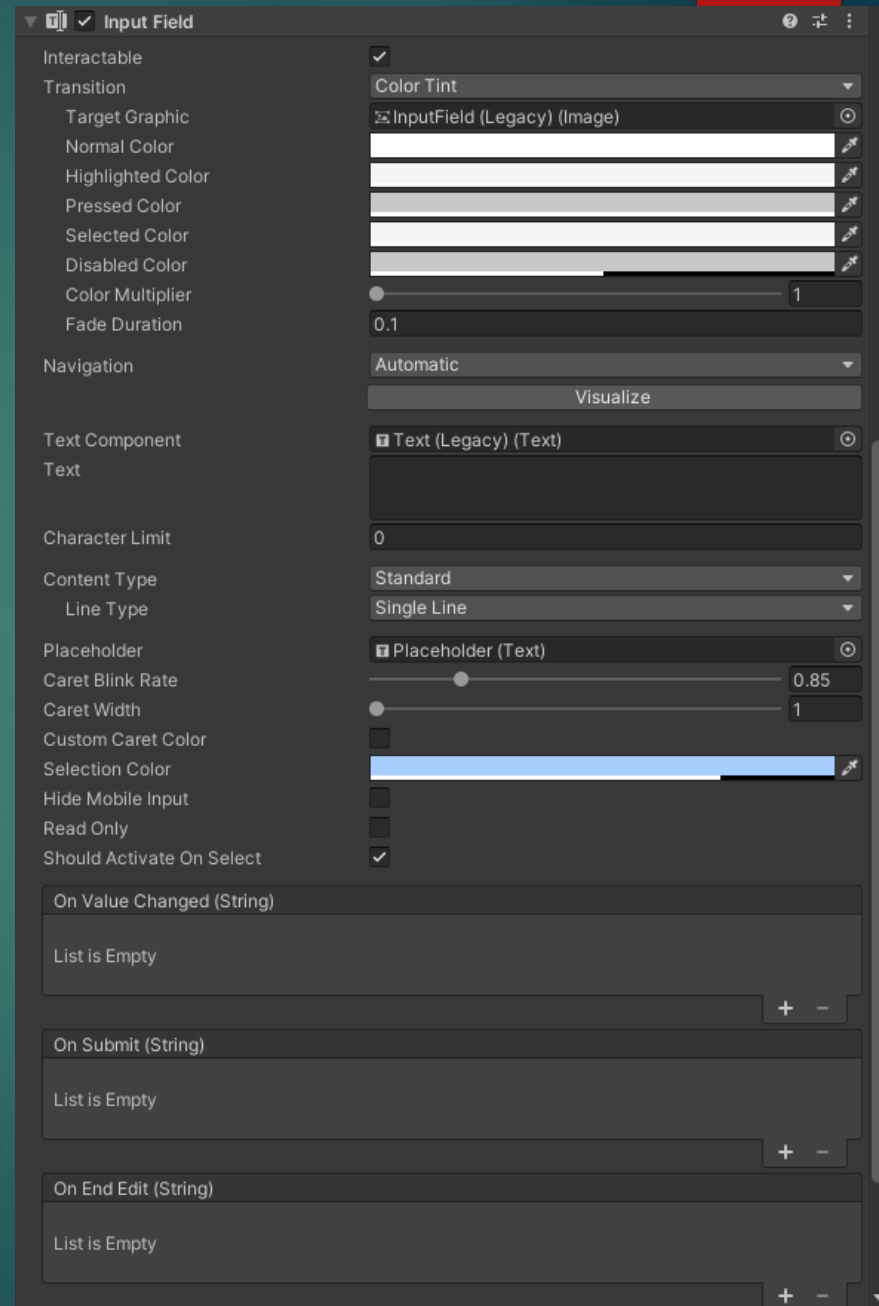 Input Field
Interactable
Transition Color Tint
Target Graphic InputField (Legacy) (Image)
Normal Color
Highlighted Color
Pressed Color
Selected Color
Disabled Color
Color Multiplier 1
Fade Duration 0.1
Navigation Automatic
Visualize
Text Component Text (Legacy) (Text)
Text
Character Limit 0
Content Type Standard
Line Type Single Line
Placeholder Placeholder (Text)
Caret Blink Rate 0.85
Caret Width 1
Custom Caret Color
Selection Color
Hide Mobile Input
Read Only
Should Activate On Select
On Value Changed (String)
List is Empty
+ −
On Submit (String)
List is Empty
+ −
On End Edit (String)
List is Empty
+ −